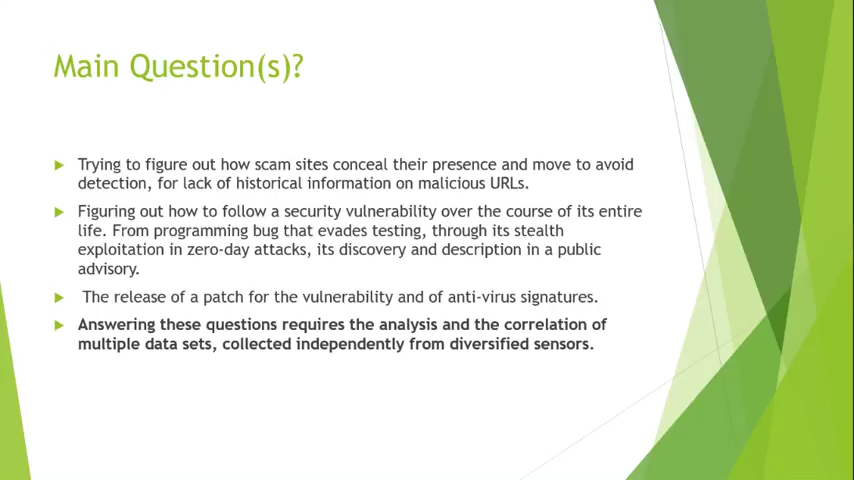 Main Question(s)?
Trying to figure out how scam sites conceal their presence and move to avoid
detection, for lack of historical information on malicious URLs.
Figuring out how to follow a security vulnerability over the course of its entire
life. From programming bug that evades testing, through its stealth
exploitation in zero-day attacks, its discovery and description in a public
advisory.
The release of a patch for the vulnerability and of anti-virus signatures.
Answering these questions requires the analysis and the correlation of
multiple data sets, collected independently from diversified sensors.